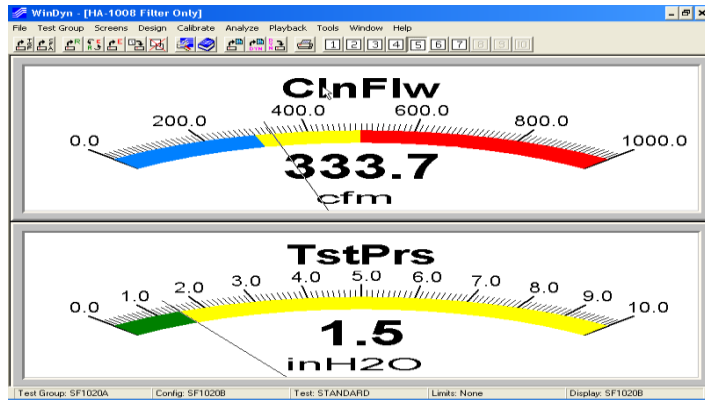 WinDyn - [HA-1008 Filter Only]
File Test Group Screens Design Calibrate Analyze Playback Tools Window Help
1 2 3 4 5 6 7 8 9 10
ClnFlw
0.0 200.0 400.0 600.0 800.0 1000.0
333.7
cfm
TstPrs
0.0 1.0 2.0 3.0 4.0 5.0 6.0 7.0 8.0 9.0 10.0
1.5
inH2O
Test Group: SF1020A Config: SF1020B Test: STANDARD Limits: None Display: SF1020B